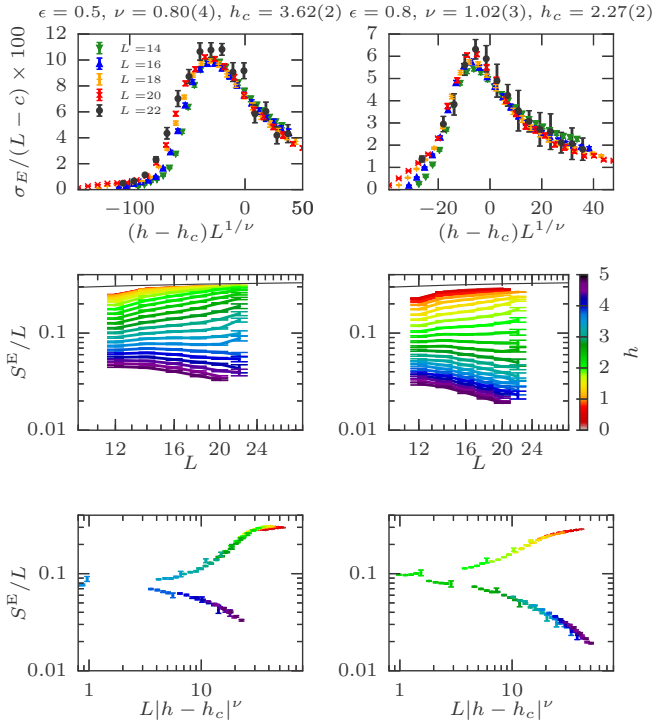 ϵ = 0.5, ν = 0.80(4), h_c = 3.62(2) ϵ = 0.8, ν = 1.02(3), h_c = 2.27(2)
σ_E/(L − c) × 100
12
10
8
6
4
2
0
L =14
L =16
L =18
L =20
L =22
−100 −50 0 50
(h − h_c)L^{1/ν}
7
6
5
4
3
2
1
0
−20 0 20 40
(h − h_c)L^{1/ν}
S^E/L
0.1
0.01
12 16 20 24
L
0.1
0.01
12 16 20 24
L
5
4
3
2
1
0
h
S^E/L
0.1
0.01
1 10
L|h − h_c|^ν
0.1
0.01
1 10
L|h − h_c|^ν